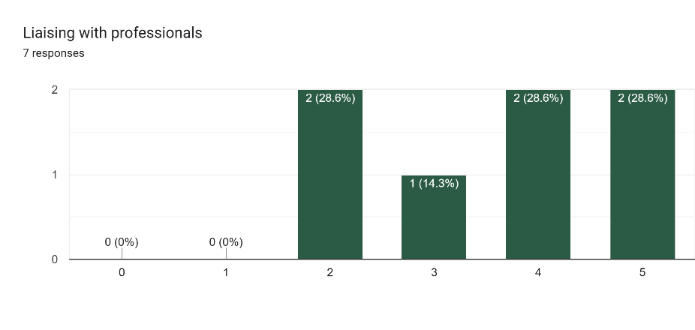 Liaising with professionals
7 responses
2
2 (28.6%) 2 (28.6%) 2 (28.6%)
1
1 (14.3%)
0 (0%) 0 (0%)
0
0 1 2 3 4 5